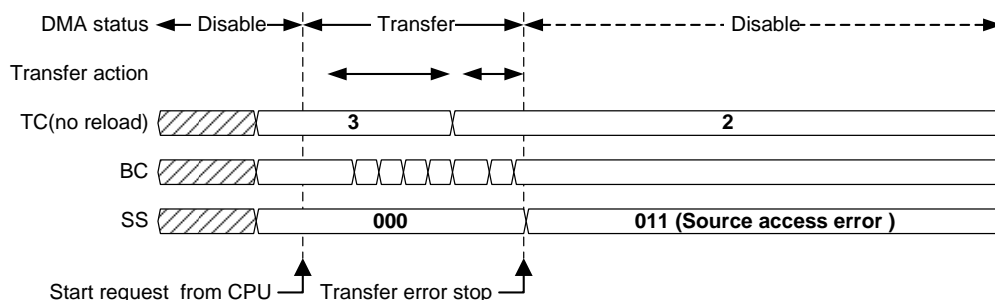 DMA status Disable Transfer Disable
Transfer action
TC(no reload) 3 2
BC
SS 000 011 (Source access error )
Start request from CPU Transfer error stop